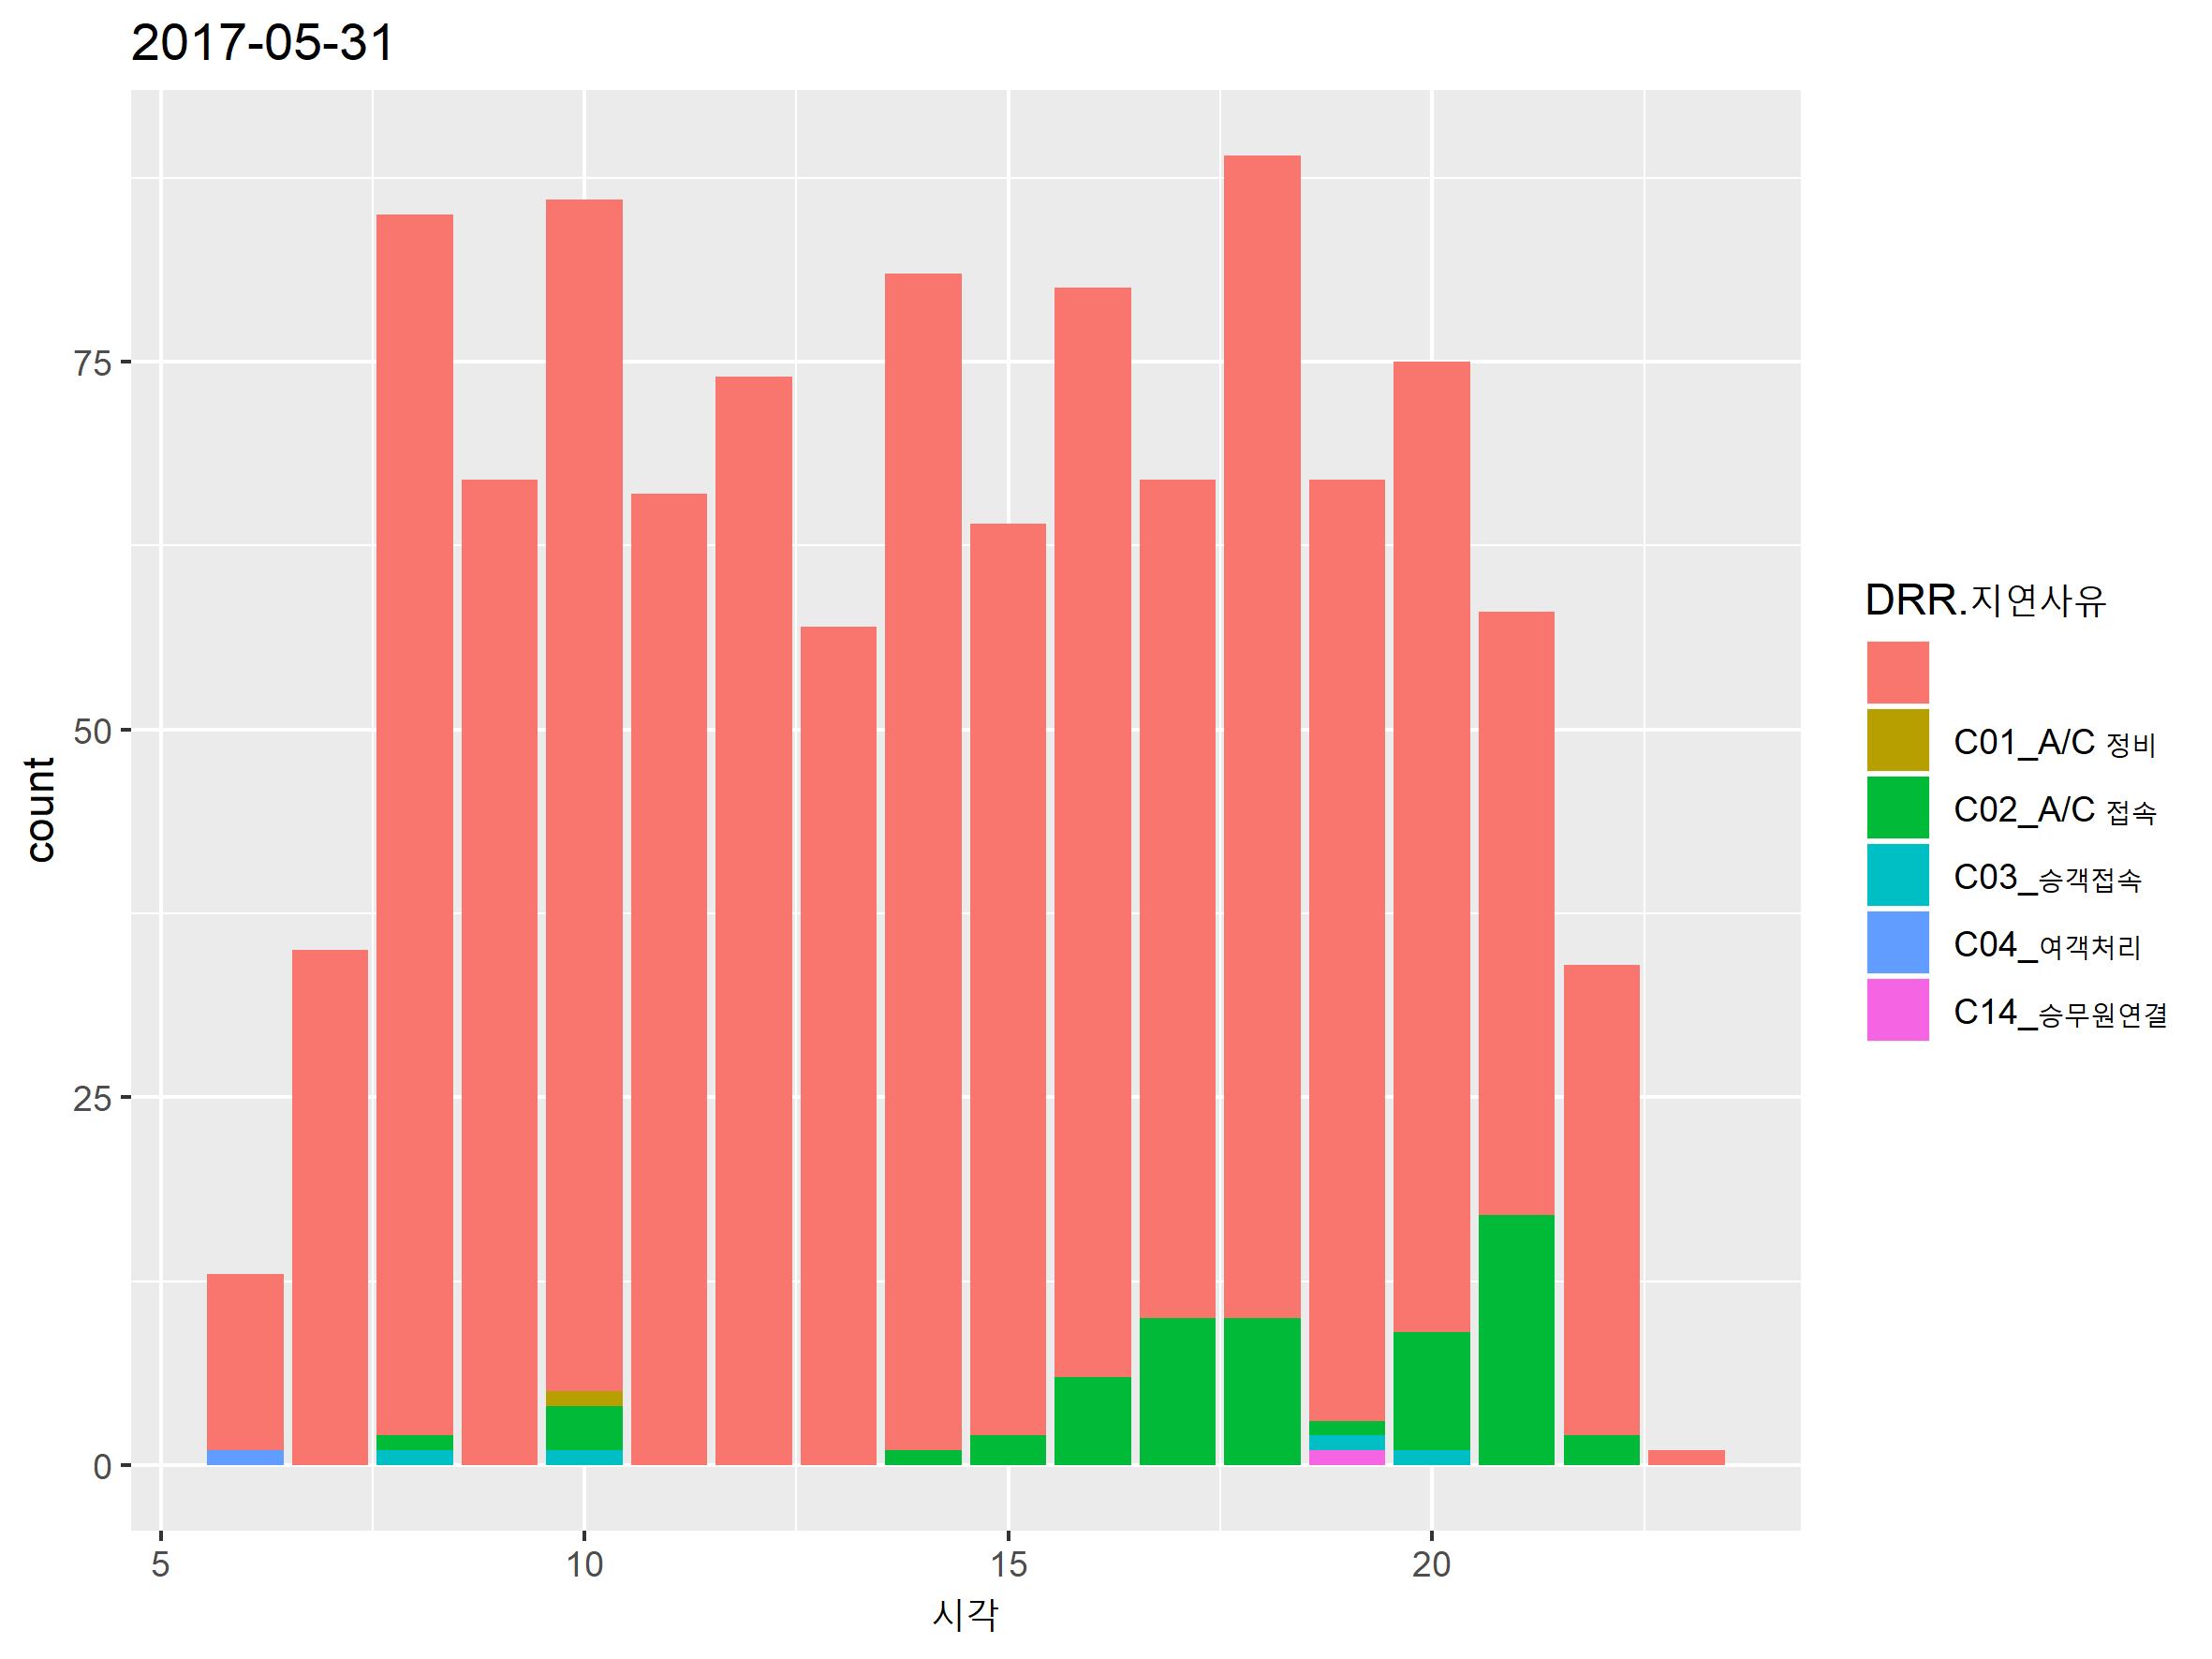 2017-05-31
count
75
50
25
0
5 10 15 20
시각
DRR.지연사유
C01_A/C 정비
C02_A/C 접속
C03_승객접속
C04_여객처리
C14_승무원연결